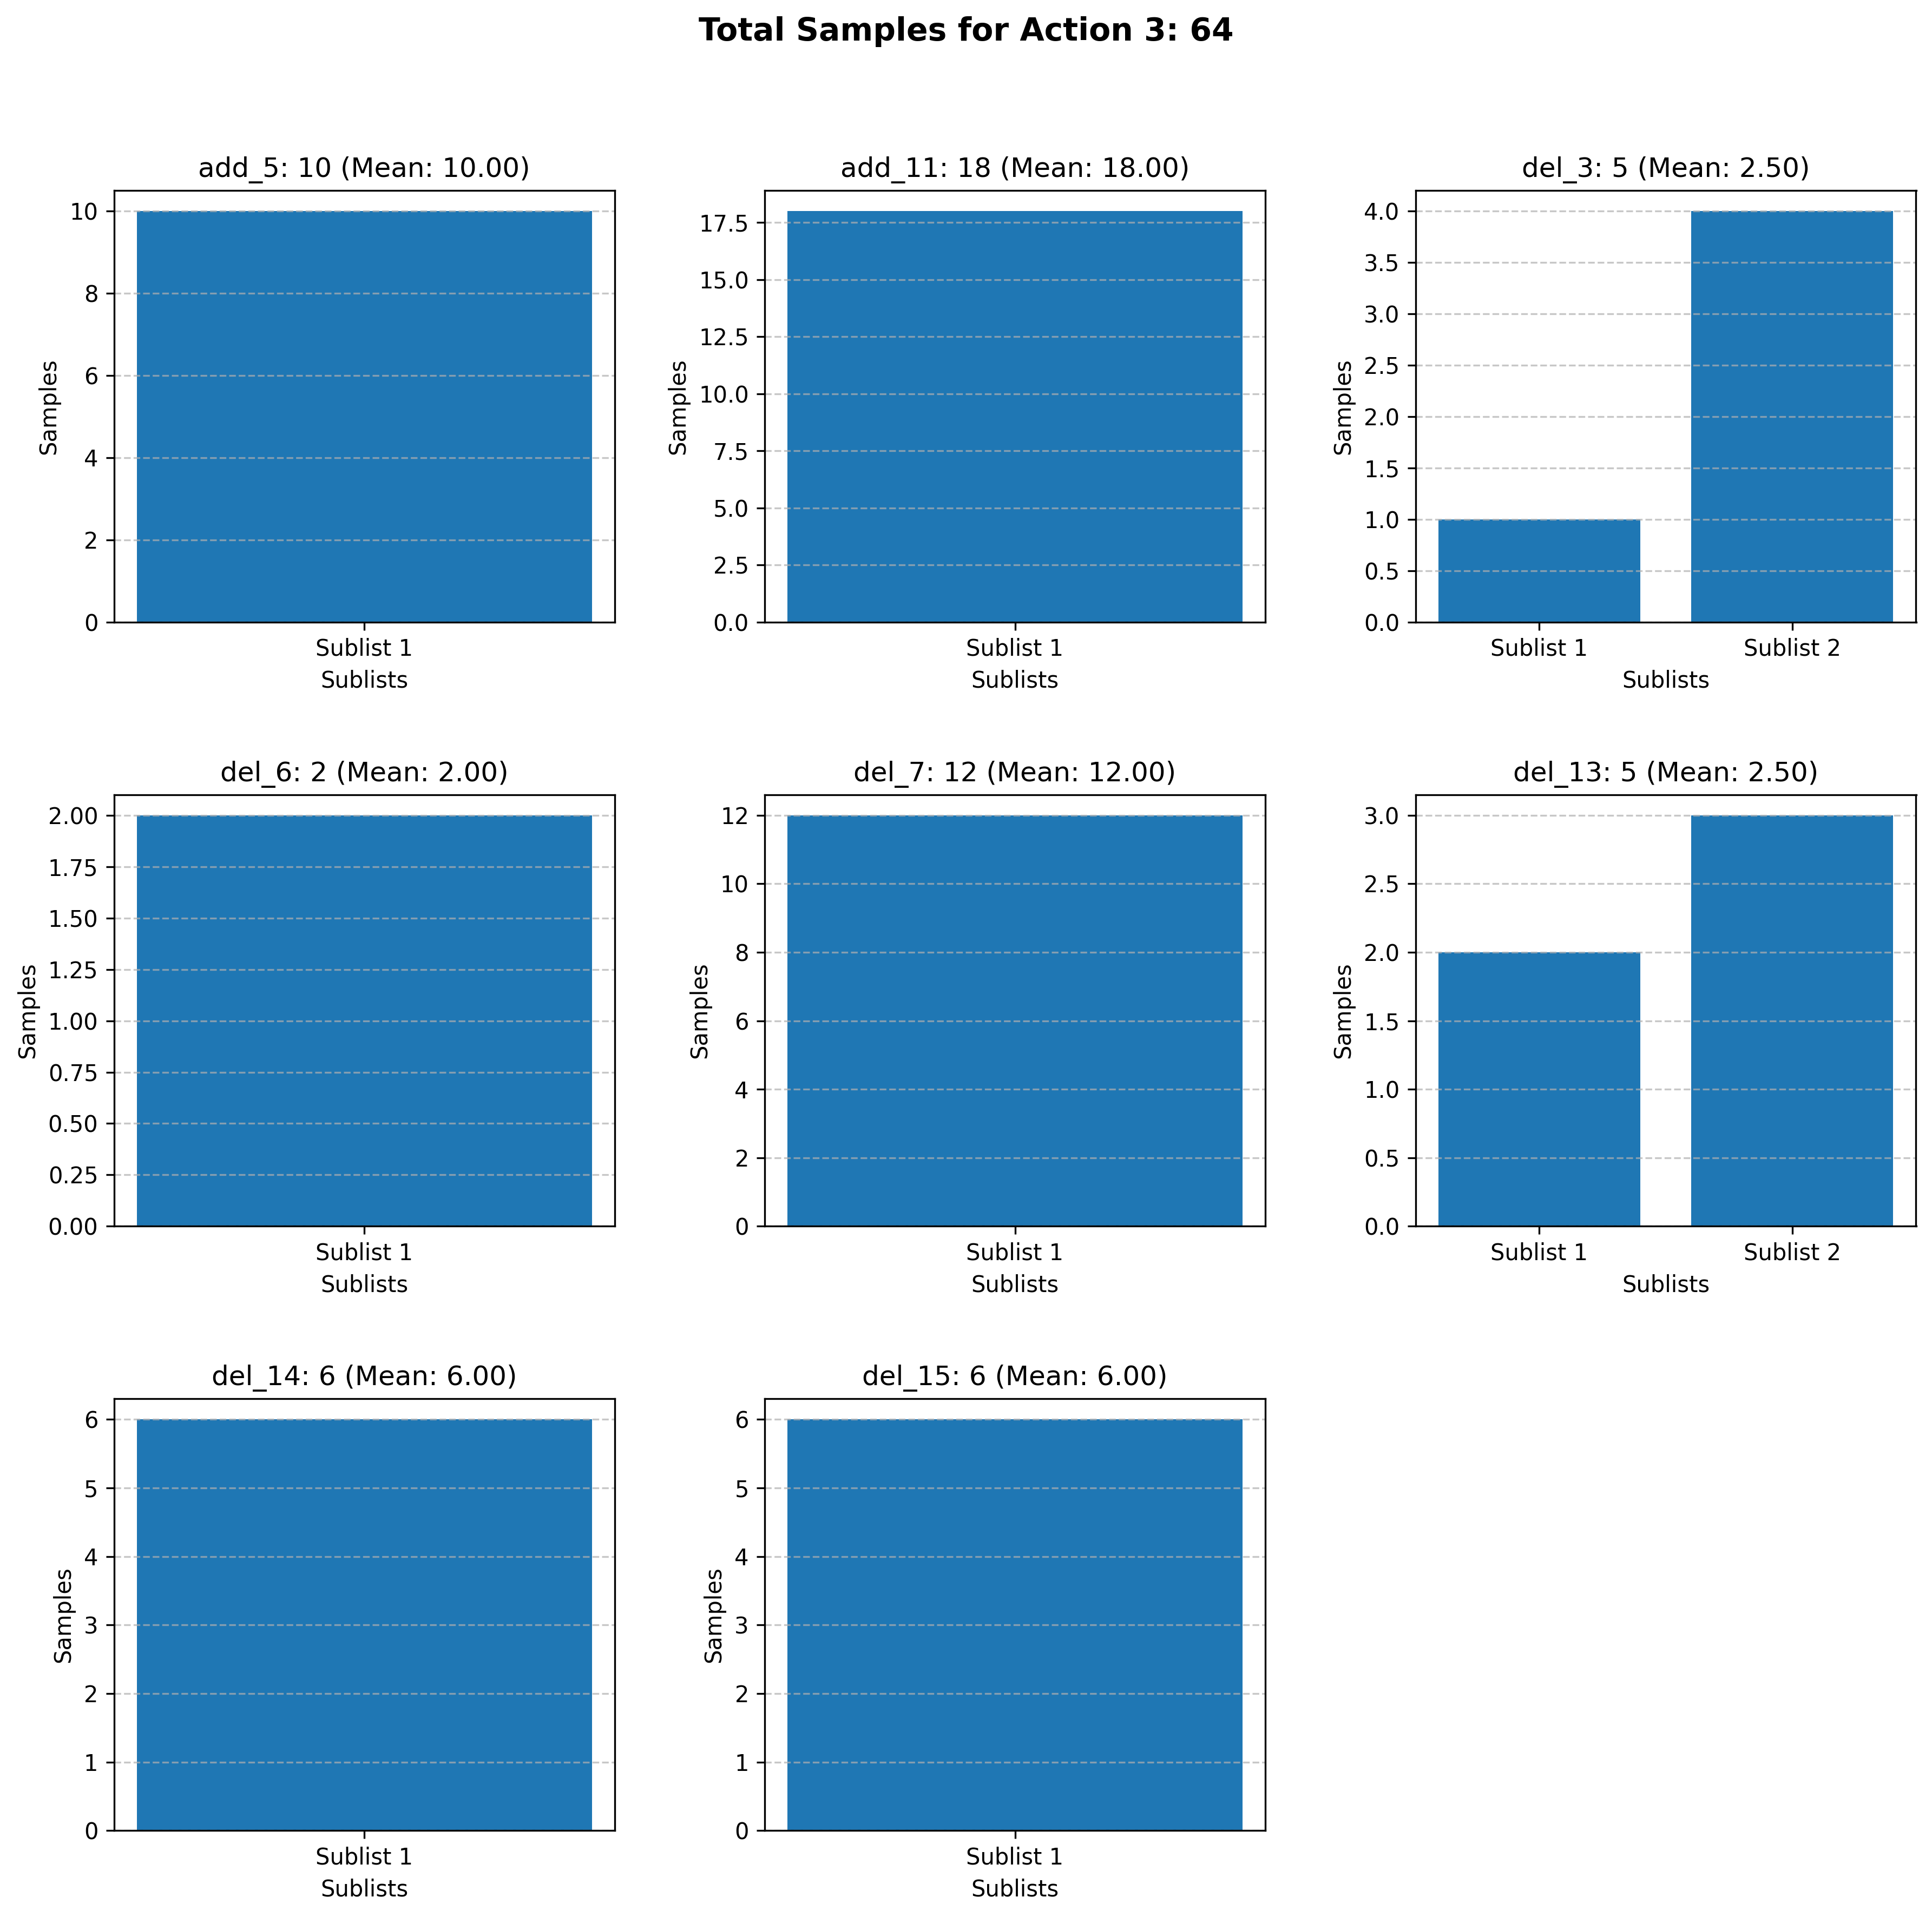 Total Samples for Action 3: 64
add_5: 10 (Mean: 10.00)
10
8
6
4
2
0
Samples
Sublist 1
Sublists
add_11: 18 (Mean: 18.00)
17.5
15.0
12.5
10.0
7.5
5.0
2.5
0.0
Samples
Sublist 1
Sublists
del_3: 5 (Mean: 2.50)
4.0
3.5
3.0
2.5
2.0
1.5
1.0
0.5
0.0
Samples
Sublist 1 Sublist 2
Sublists
del_6: 2 (Mean: 2.00)
2.00
1.75
1.50
1.25
1.00
0.75
0.50
0.25
0.00
Samples
Sublist 1
Sublists
del_7: 12 (Mean: 12.00)
12
10
8
6
4
2
0
Samples
Sublist 1
Sublists
del_13: 5 (Mean: 2.50)
3.0
2.5
2.0
1.5
1.0
0.5
0.0
Samples
Sublist 1 Sublist 2
Sublists
del_14: 6 (Mean: 6.00)
6
5
4
3
2
1
0
Samples
Sublist 1
Sublists
del_15: 6 (Mean: 6.00)
6
5
4
3
2
1
0
Samples
Sublist 1
Sublists